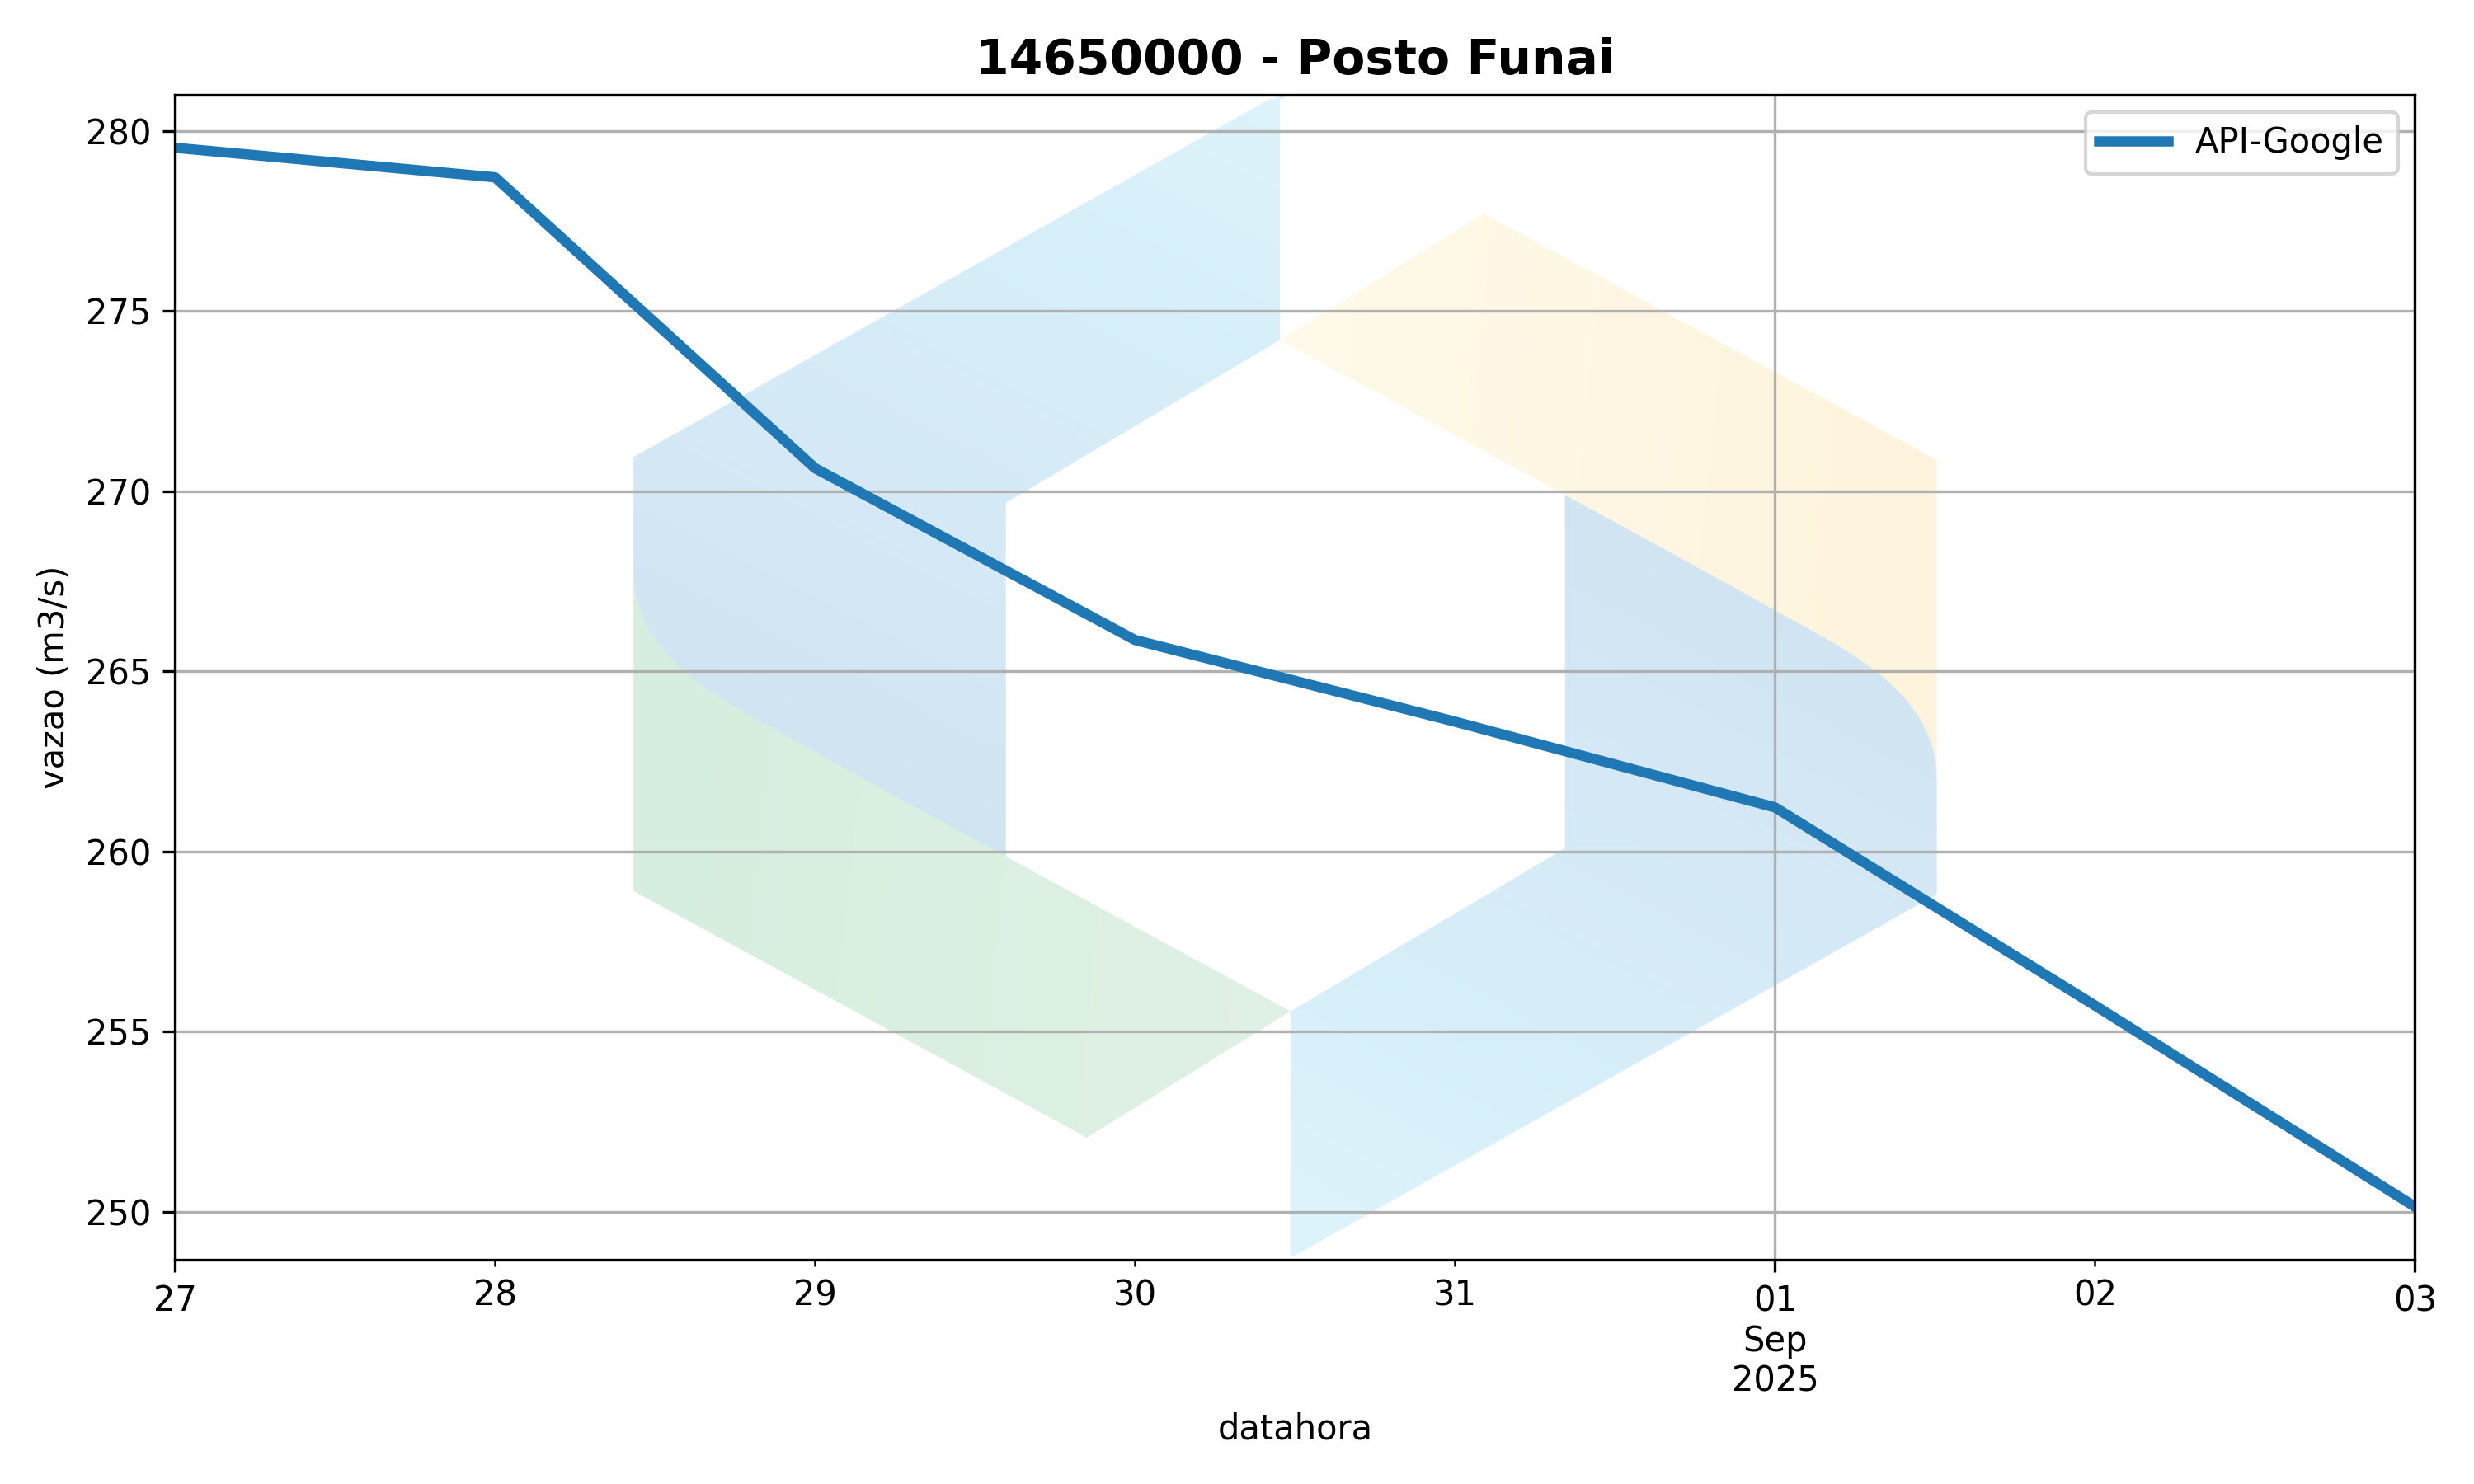 14650000 - Posto Funai
API-Google
280
275
270
265
260
255
250
vazao (m3/s)
27 28 29 30 31 01 02 03
Sep
2025
datahora